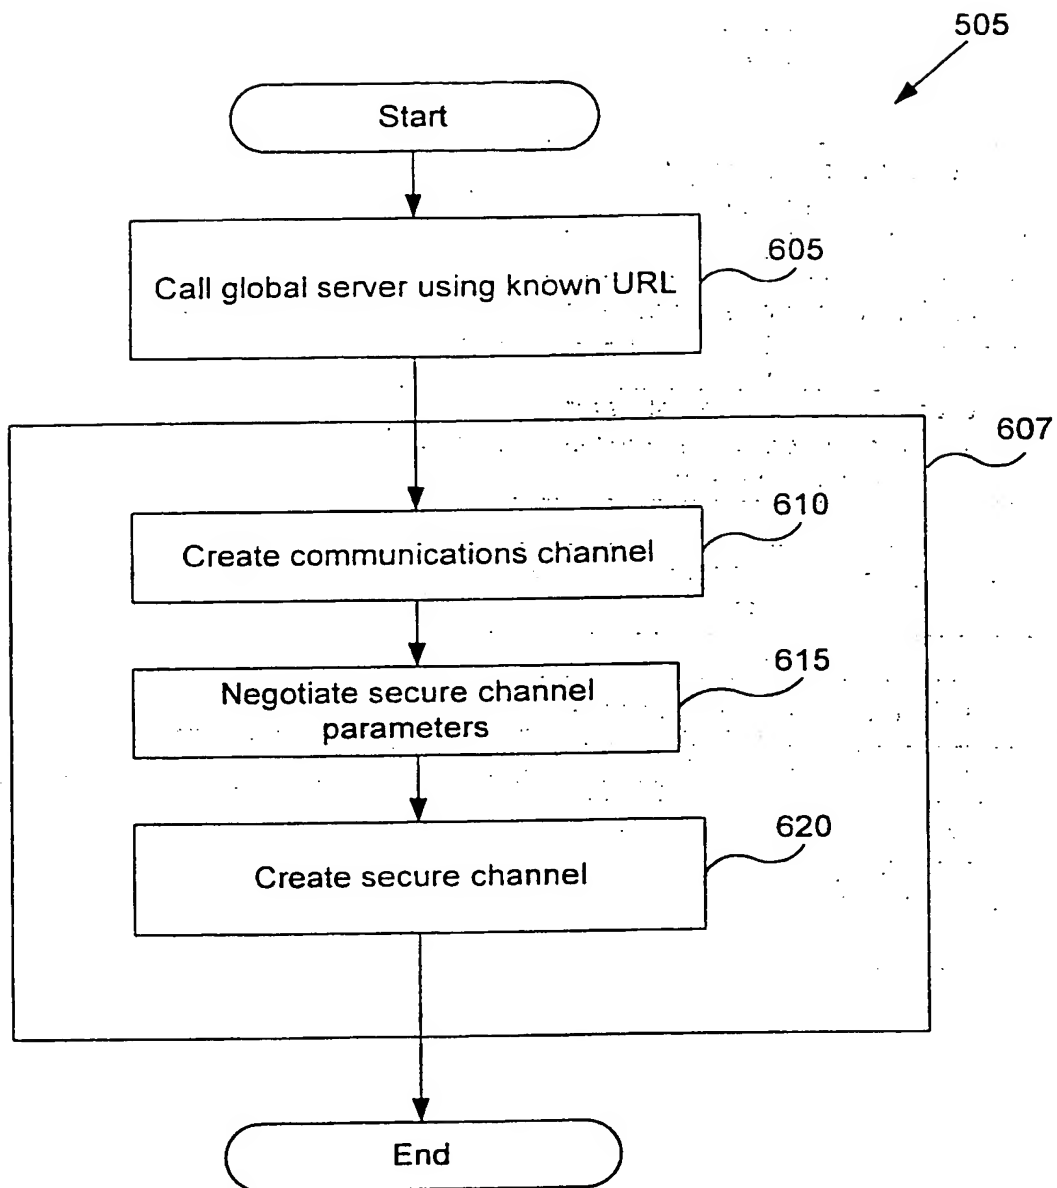 505
Start
605
Call global server using known URL
607
610
Create communications channel
615
Negotiate secure channel
parameters
620
Create secure channel
End